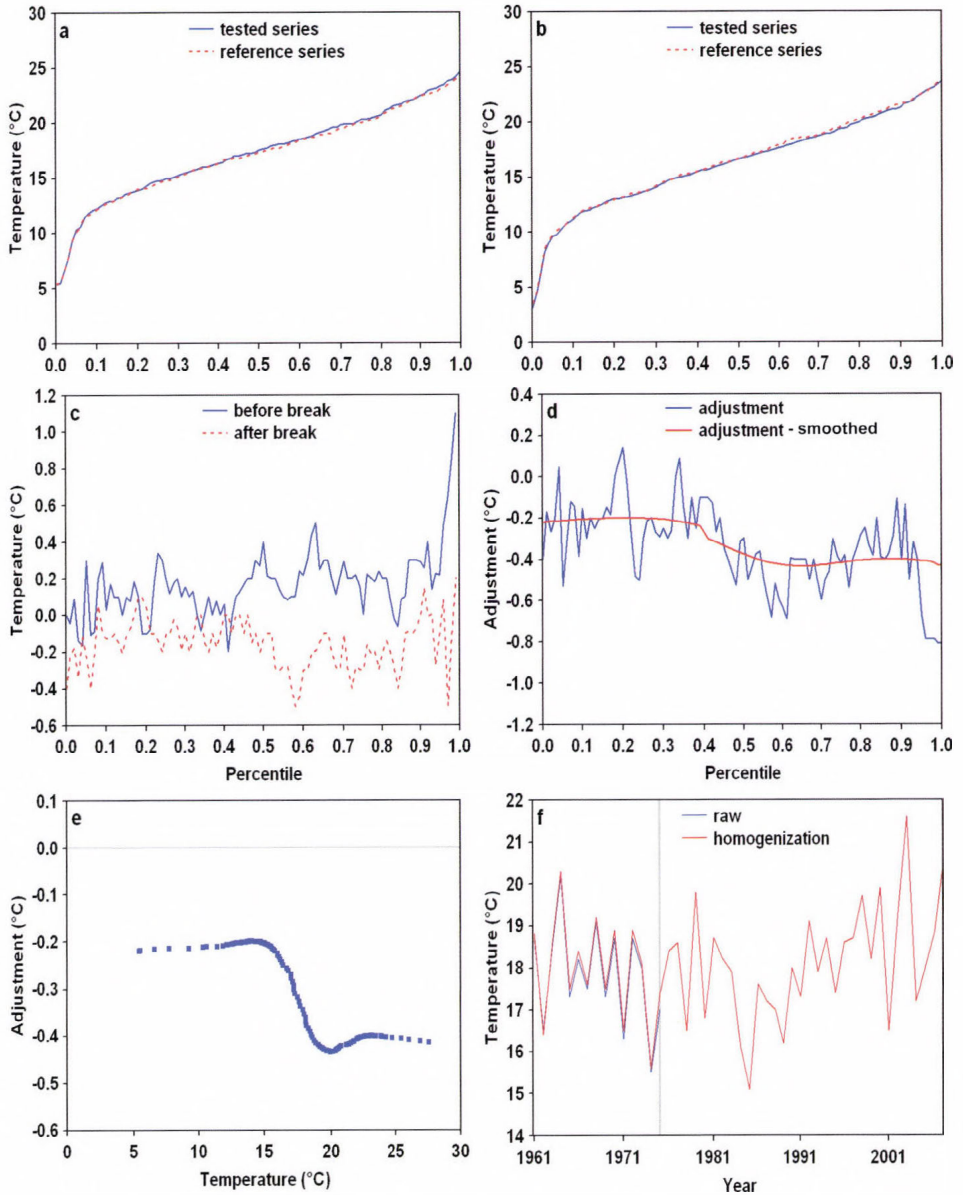 a
tested series
reference series
Temperature (°C)
30
25
20
15
10
5
0
0.0 0.1 0.2 0.3 0.4 0.5 0.6 0.7 0.8 0.9 1.0
b
tested series
reference series
Temperature (°C)
30
25
20
15
10
5
0
0.0 0.1 0.2 0.3 0.4 0.5 0.6 0.7 0.8 0.9 1.0
c
before break
after break
Temperature (°C)
1.2
1.0
0.8
0.6
0.4
0.2
0.0
-0.2
-0.4
-0.6
0.0 0.1 0.2 0.3 0.4 0.5 0.6 0.7 0.8 0.9 1.0
Percentile
d
adjustment
adjustment - smoothed
Adjustment (°C)
0.4
0.2
0.0
-0.2
-0.4
-0.6
-0.8
-1.0
-1.2
0.0 0.1 0.2 0.3 0.4 0.5 0.6 0.7 0.8 0.9 1.0
Percentile
e
Adjustment (°C)
0.1
0.0
-0.1
-0.2
-0.3
-0.4
-0.5
-0.6
0 5 10 15 20 25 30
Temperature (°C)
f
raw
homogenization
Temperature (°C)
22
21
20
19
18
17
16
14
1961 1971 1981 1991 2001
Year